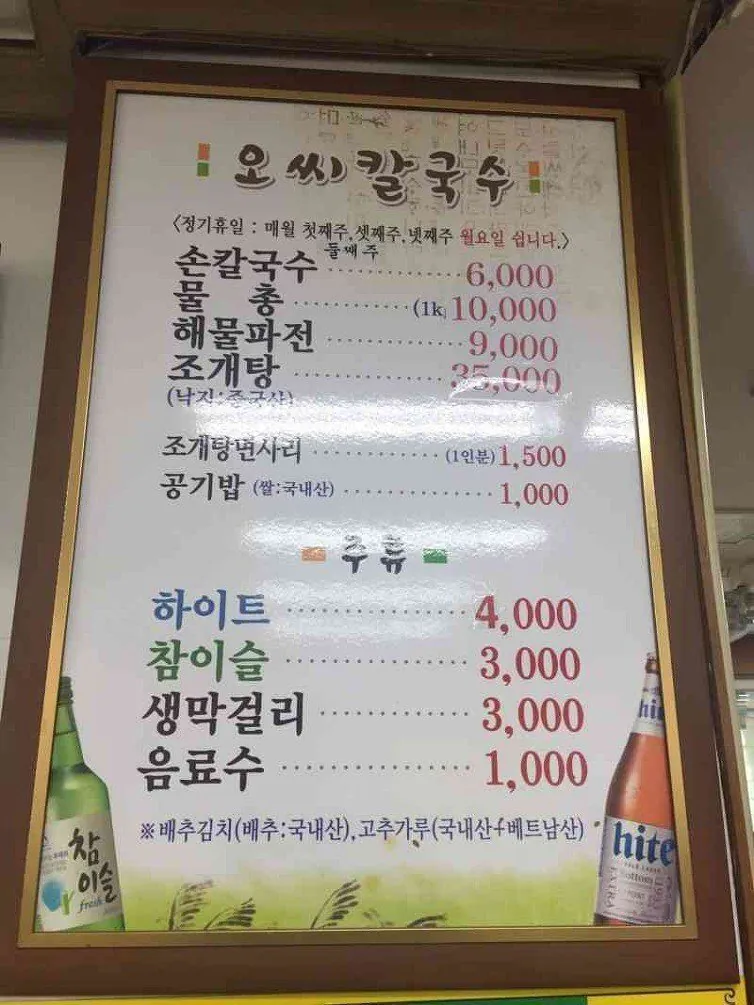 오씨칼국수
〈정기휴일 : 매월 첫째주, 셋째주, 넷째주 월요일 쉽니다.〉
둘째 주
손칼국수 6,000
물총 (1k 10,000
해물파전 9,000
조개탕 35,000
(낙지:중국산)
조개탕면사리 (1인분) 1,500
공기밥 (쌀:국내산) 1,000
주류
하이트 4,000
참이슬 3,000
생막걸리 3,000
음료수 1,000
※배추김치(배추:국내산), 고추가루(국내산+베트남산)
참이슬
fresh
hite